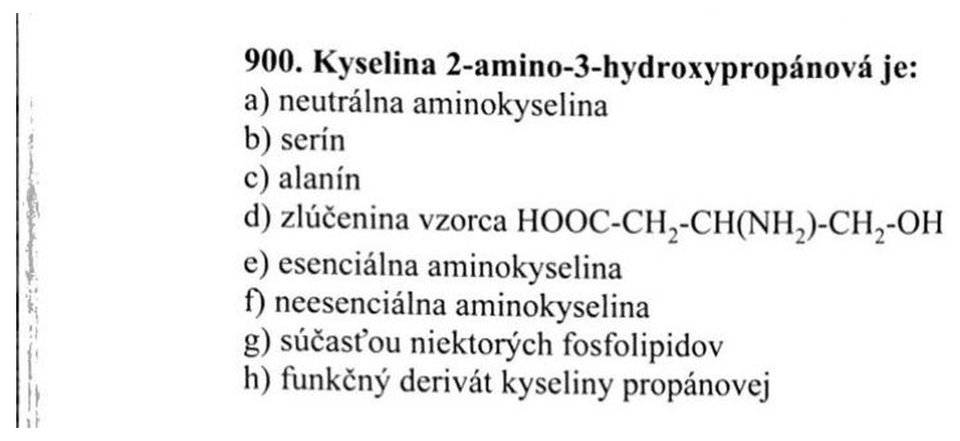 900. Kyselina 2-amino-3-hydroxypropánová je:
a) neutrálna aminokyselina
b) serín
c) alanín
d) zlúčenina vzorca HOOC-CH₂-CH(NH₂)-CH₂-OH
e) esenciálna aminokyselina
f) neesenciálna aminokyselina
g) súčasťou niektorých fosfolipidov
h) funkčný derivát kyseliny propánovej